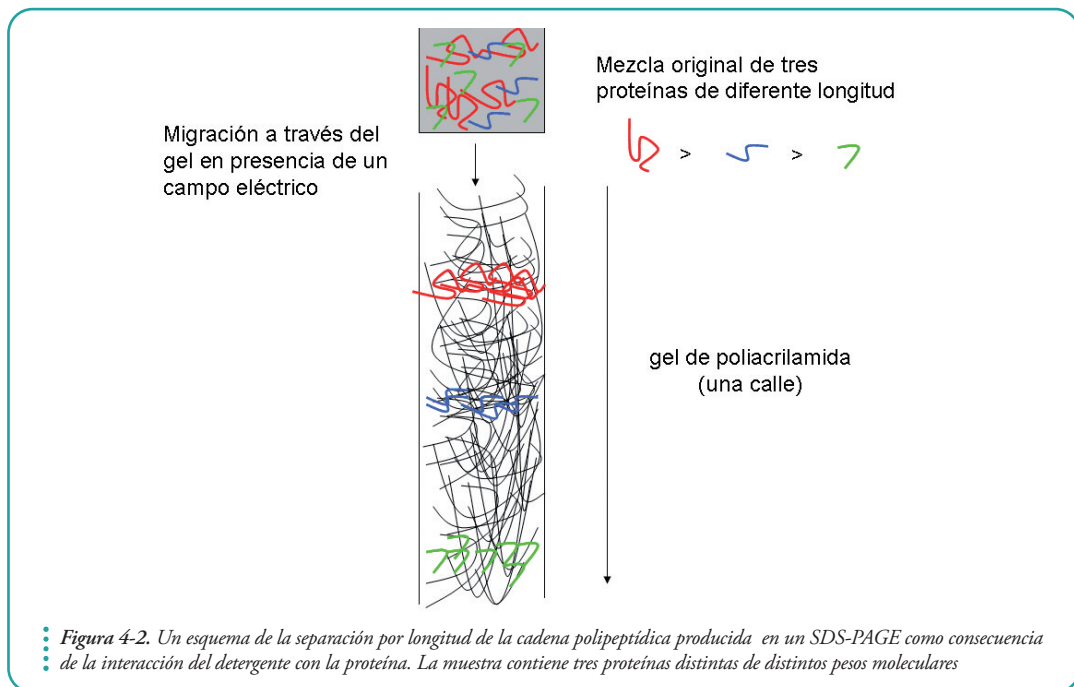 Mezcla original de tres
proteínas de diferente longitud
> >
Migración a través del
gel en presencia de un
campo eléctrico
gel de poliacrilamida
(una calle)
Figura 4-2. Un esquema de la separación por longitud de la cadena polipeptídica producida en un SDS-PAGE como consecuencia
de la interacción del detergente con la proteína. La muestra contiene tres proteínas distintas de distintos pesos moleculares